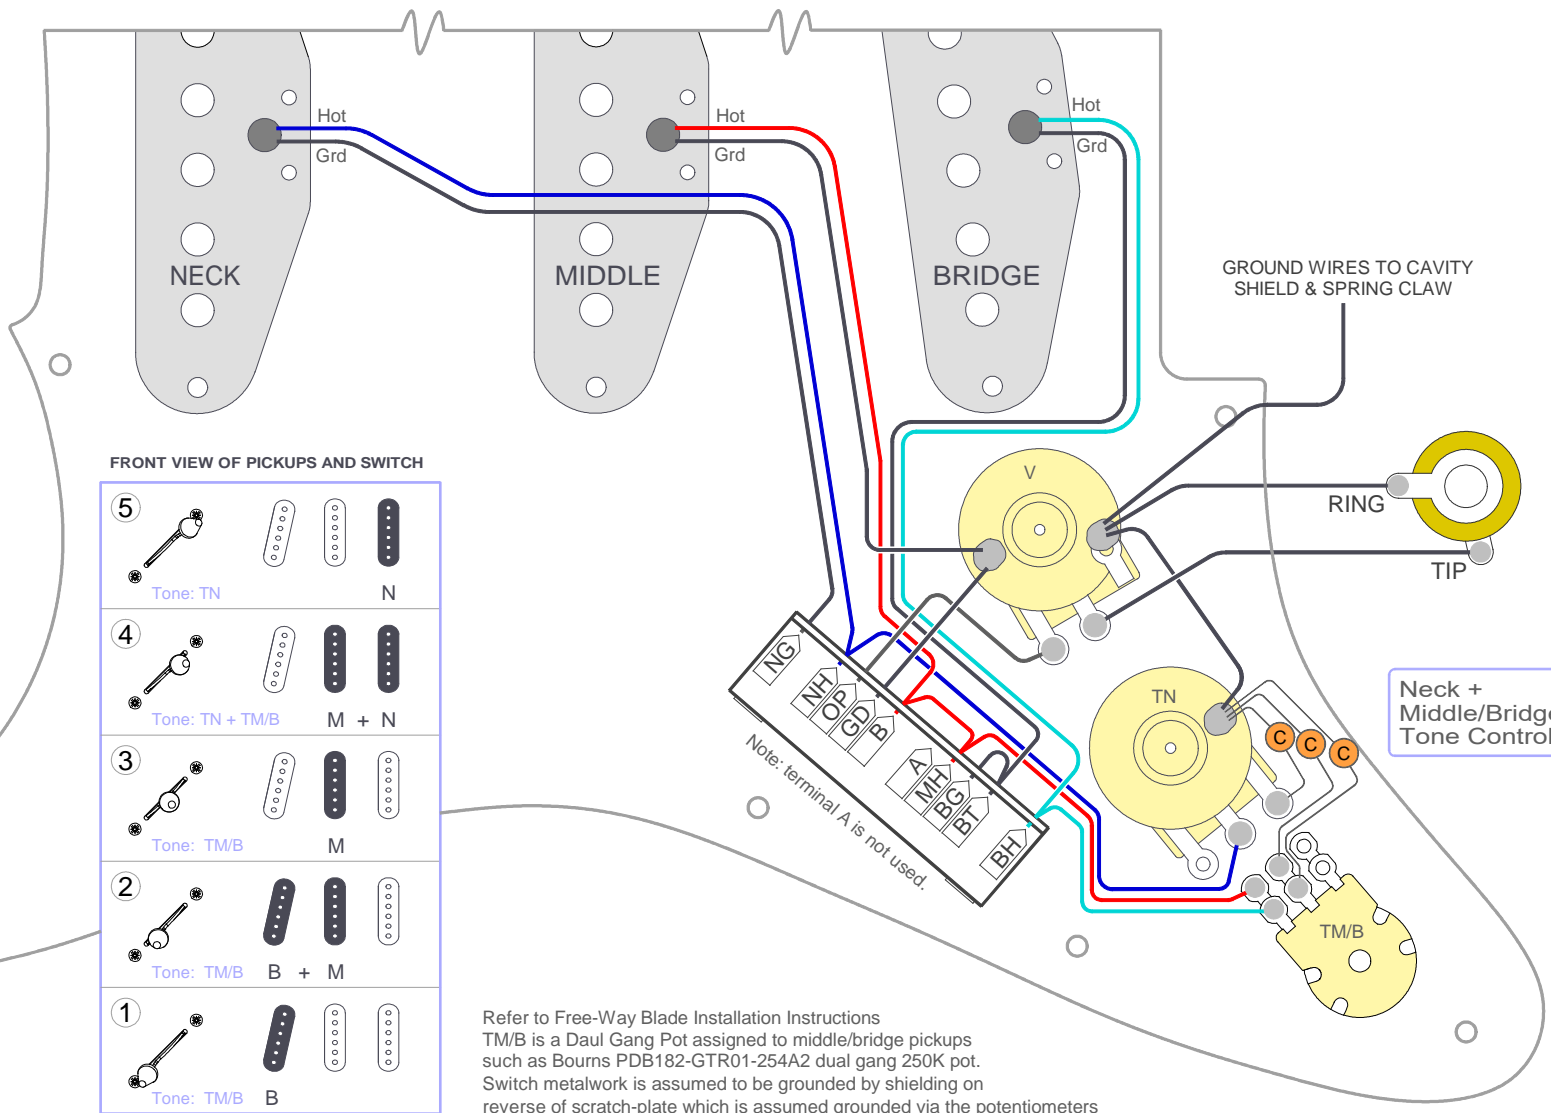 Hot
Grd
Hot
Grd
Hot
Grd
NECK
MIDDLE
BRIDGE
GROUND WIRES TO CAVITY
SHIELD & SPRING CLAW
FRONT VIEW OF PICKUPS AND SWITCH
5
Tone: TN
N
4
Tone: TN + TM/B
M + N
3
Tone: TM/B
M
2
Tone: TM/B
B + M
1
Tone: TM/B
B
V
RING
TIP
NG
NH
OP
GD
B
A
MH
BG
BT
BH
Note: terminal A is not used.
TN
C
C
C
TM/B
Neck +
Middle/Bridge
Tone Control
Refer to Free-Way Blade Installation Instructions
TM/B is a Daul Gang Pot assigned to middle/bridge pickups
such as Bourns PDB182-GTR01-254A2 dual gang 250K pot.
Switch metalwork is assumed to be grounded by shielding on
reverse of scratch-plate which is assumed grounded via the potentiometers